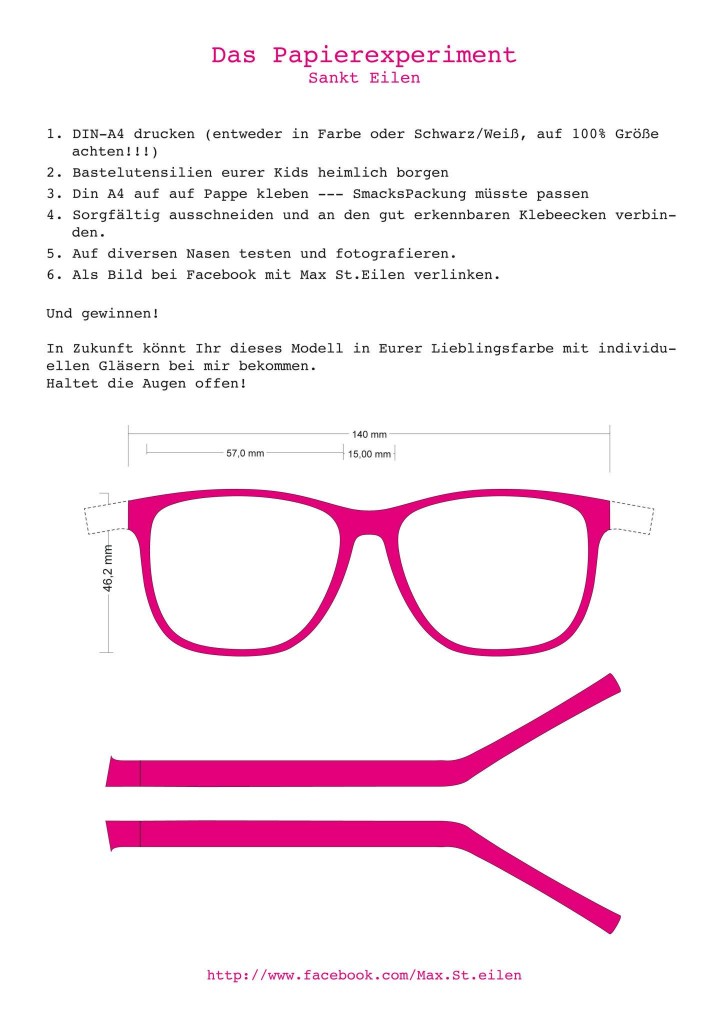 Das Papierexperiment
Sankt Eilen
1. DIN-A4 drucken (entweder in Farbe oder Schwarz/Weiß, auf 100% Größe
achten!!!)
2. Bastelutensilien eurer Kids heimlich borgen
3. Din A4 auf auf Pappe kleben --- SmacksPackung müsste passen
4. Sorgfältig ausschneiden und an den gut erkennbaren Klebeecken verbin-
den.
5. Auf diversen Nasen testen und fotografieren.
6. Als Bild bei Facebook mit Max St.Eilen verlinken.
Und gewinnen!
In Zukunft könnt Ihr dieses Modell in Eurer Lieblingsfarbe mit individu-
ellen Gläsern bei mir bekommen.
Haltet die Augen offen!
140 mm
57,0 mm
15,00 mm
46,2 mm
http://www.facebook.com/Max.St.eilen